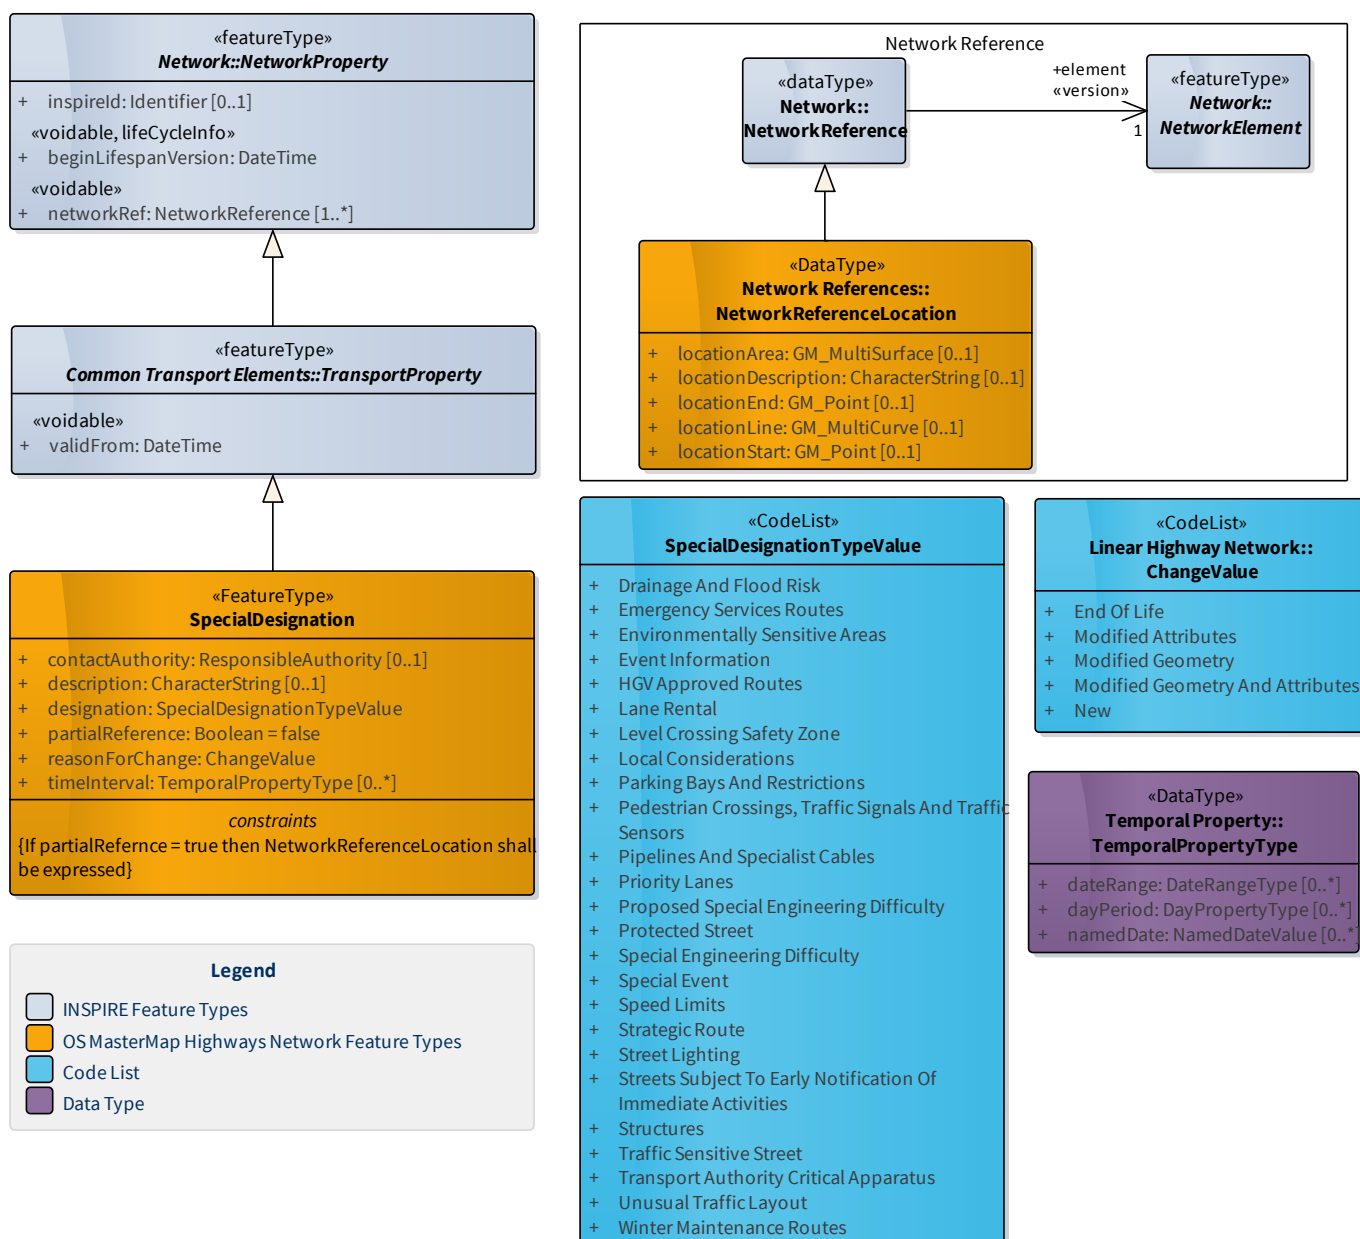 «featureType»
Network::NetworkProperty
+ inspireId: Identifier [0..1]
«voidable, lifeCycleInfo»
+ beginLifespanVersion: DateTime
«voidable»
+ networkRef: NetworkReference [1..*]
«featureType»
Common Transport Elements::TransportProperty
«voidable»
+ validFrom: DateTime
«FeatureType»
SpecialDesignation
+ contactAuthority: ResponsibleAuthority [0..1]
+ description: CharacterString [0..1]
+ designation: SpecialDesignationTypeValue
+ partialReference: Boolean = false
+ reasonForChange: ChangeValue
+ timeInterval: TemporalPropertyType [0..*]
constraints
{If partialRefernce = true then NetworkReferenceLocation shall
be expressed}
Legend
INSPIRE Feature Types
OS MasterMap Highways Network Feature Types
Code List
Data Type
Network Reference
«dataType»
Network::
NetworkReference
+element
«version»
1
«featureType»
Network::
NetworkElement
«DataType»
Network References::
NetworkReferenceLocation
+ locationArea: GM_MultiSurface [0..1]
+ locationDescription: CharacterString [0..1]
+ locationEnd: GM_Point [0..1]
+ locationLine: GM_MultiCurve [0..1]
+ locationStart: GM_Point [0..1]
«CodeList»
SpecialDesignationTypeValue
+ Drainage And Flood Risk
+ Emergency Services Routes
+ Environmentally Sensitive Areas
+ Event Information
+ HGV Approved Routes
+ Lane Rental
+ Level Crossing Safety Zone
+ Local Considerations
+ Parking Bays And Restrictions
+ Pedestrian Crossings, Traffic Signals And Traffic
Sensors
+ Pipelines And Specialist Cables
+ Priority Lanes
+ Proposed Special Engineering Difficulty
+ Protected Street
+ Special Engineering Difficulty
+ Special Event
+ Speed Limits
+ Strategic Route
+ Street Lighting
+ Streets Subject To Early Notification Of
Immediate Activities
+ Structures
+ Traffic Sensitive Street
+ Transport Authority Critical Apparatus
+ Unusual Traffic Layout
+ Winter Maintenance Routes
«CodeList»
Linear Highway Network::
ChangeValue
+ End Of Life
+ Modified Attributes
+ Modified Geometry
+ Modified Geometry And Attributes
+ New
«DataType»
Temporal Property::
TemporalPropertyType
+ dateRange: DateRangeType [0..*]
+ dayPeriod: DayPropertyType [0..*]
+ namedDate: NamedDateValue [0..*]